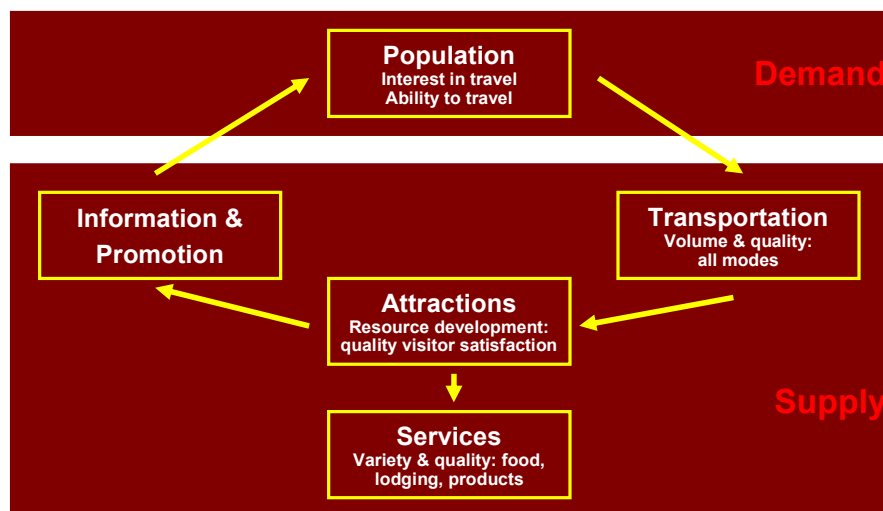 Population
Interest in travel
Ability to travel
Demand
Information &
Promotion
Transportation
Volume & quality:
all modes
Attractions
Resource development:
quality visitor satisfaction
Supply
Services
Variety & quality: food,
lodging, products